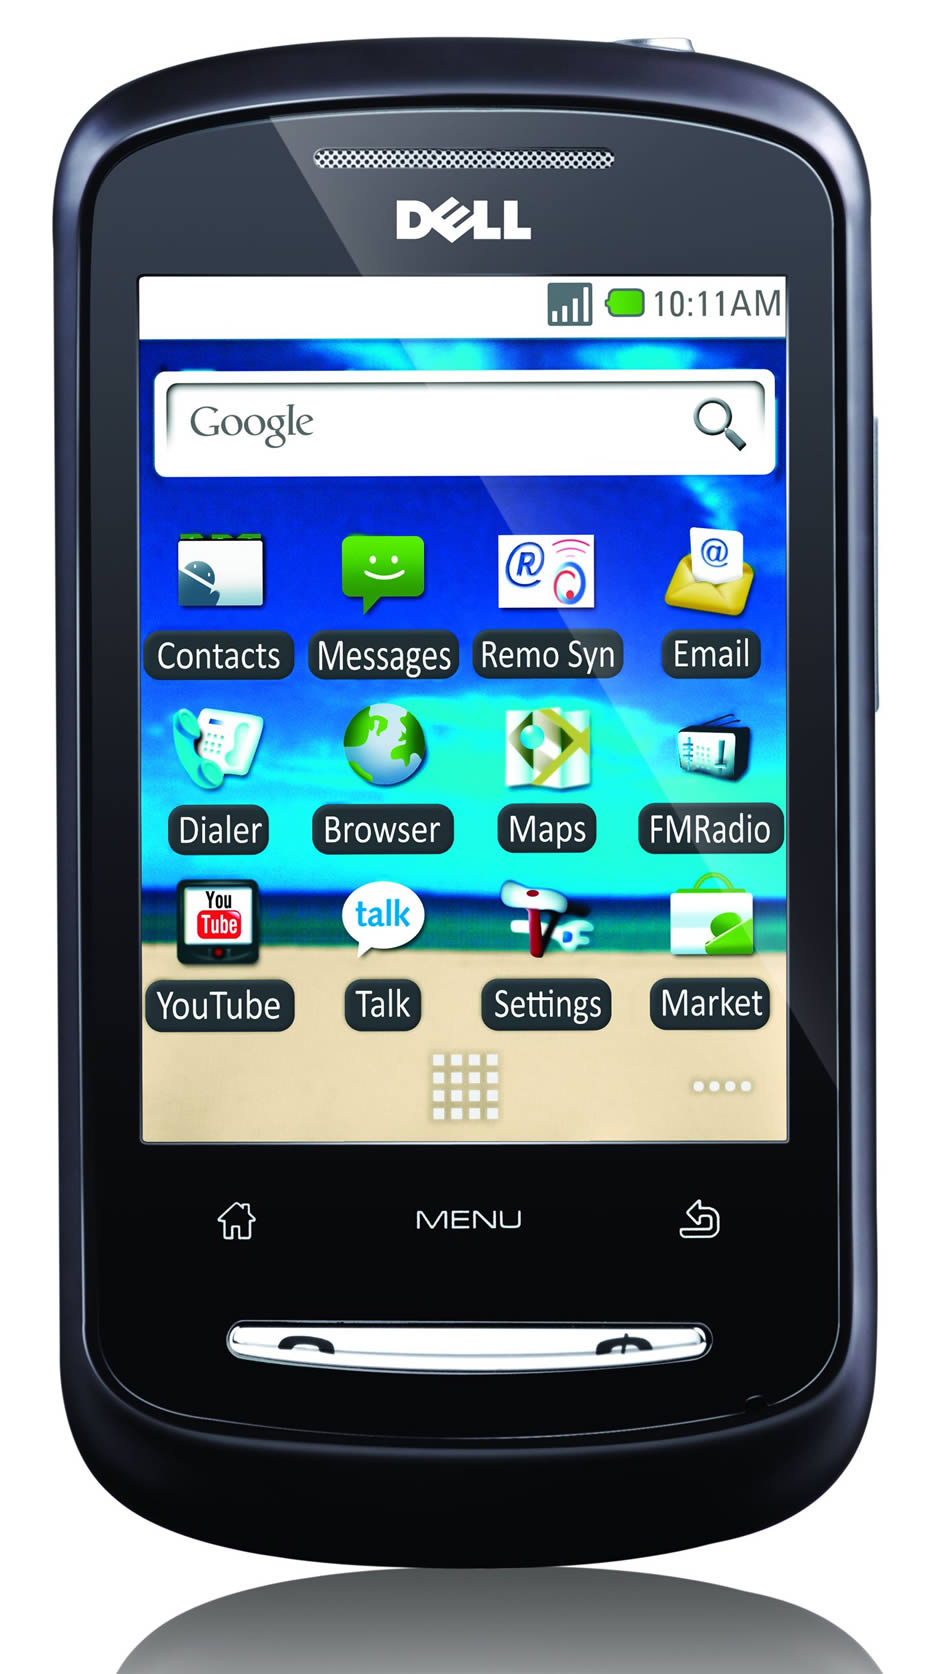 DELL
10:11AM
Google
@
R
Contacts Messages Remo Syn Email
Dialer Browser Maps FMRadio
You
Tube
talk
YouTube Talk Settings Market
MENU